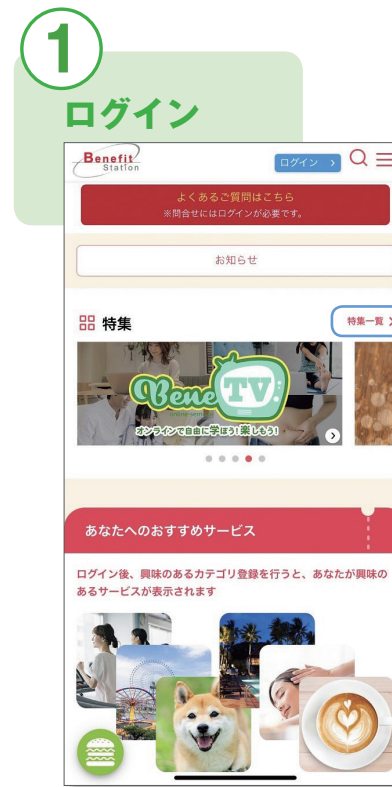 1
ログイン
Benefit
Station
ログイン
よくあるご質問はこちら
※問合せにはログインが必要です。
お知らせ
特集
特集一覧
Bene TV
online seminar
オンラインで自由に学ぼう!楽しもう!
あなたへのおすすめサービス
ログイン後、興味のあるカテゴリ登録を行うと、あなたが興味の
あるサービスが表示されます